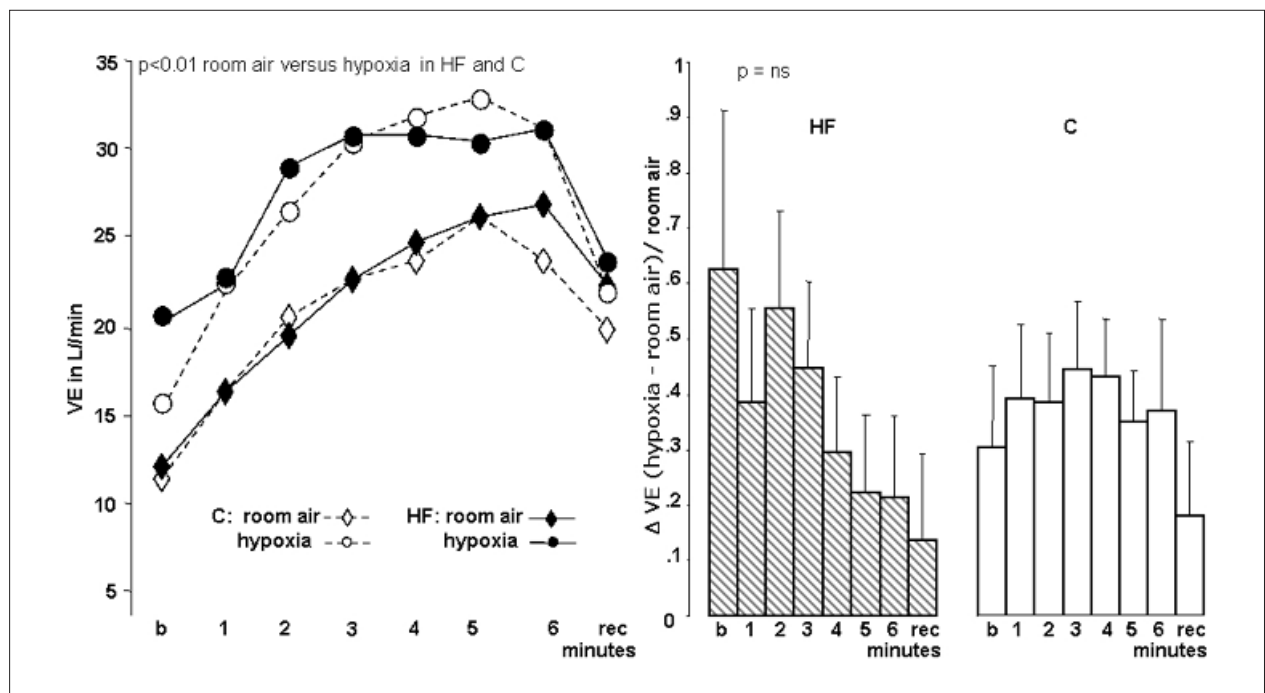 p<0.01 room air versus hypoxia in HF and C
35
30
25
20
15
10
5
VE in L//min
C: room air
hypoxia
HF: room air
hypoxia
b 1 2 3 4 5 6 rec
minutes
p = ns
HF
C
1
.9
.8
.7
.6
.5
.4
.3
.2
.1
0
Δ VE (hypoxia – room air)/ room air
b 1 2 3 4 5 6 rec
minutes
b 1 2 3 4 5 6 rec
minutes